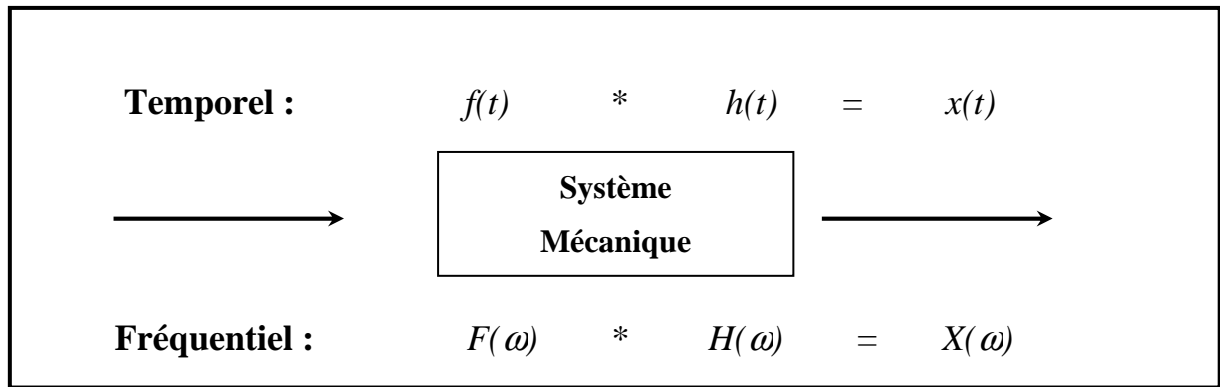 Temporel : f(t) * h(t) = x(t)
Système
Mécanique
Fréquentiel : F(ω) * H(ω) = X(ω)